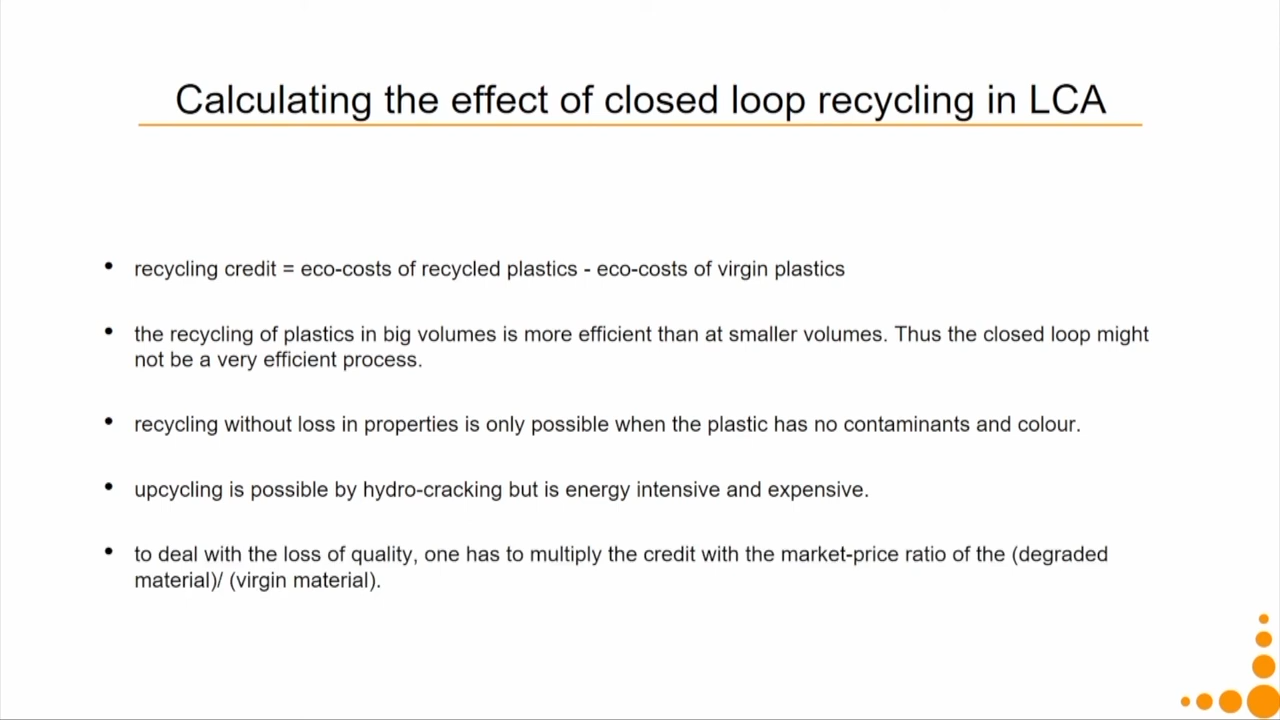 Calculating the effect of closed loop recycling in LCA
• recycling credit = eco-costs of recycled plastics - eco-costs of virgin plastics
• the recycling of plastics in big volumes is more efficient than at smaller volumes. Thus the closed loop might
not be a very efficient process.
• recycling without loss in properties is only possible when the plastic has no contaminants and colour.
• upcycling is possible by hydro-cracking but is energy intensive and expensive.
• to deal with the loss of quality, one has to multiply the credit with the market-price ratio of the (degraded
material)/ (virgin material).